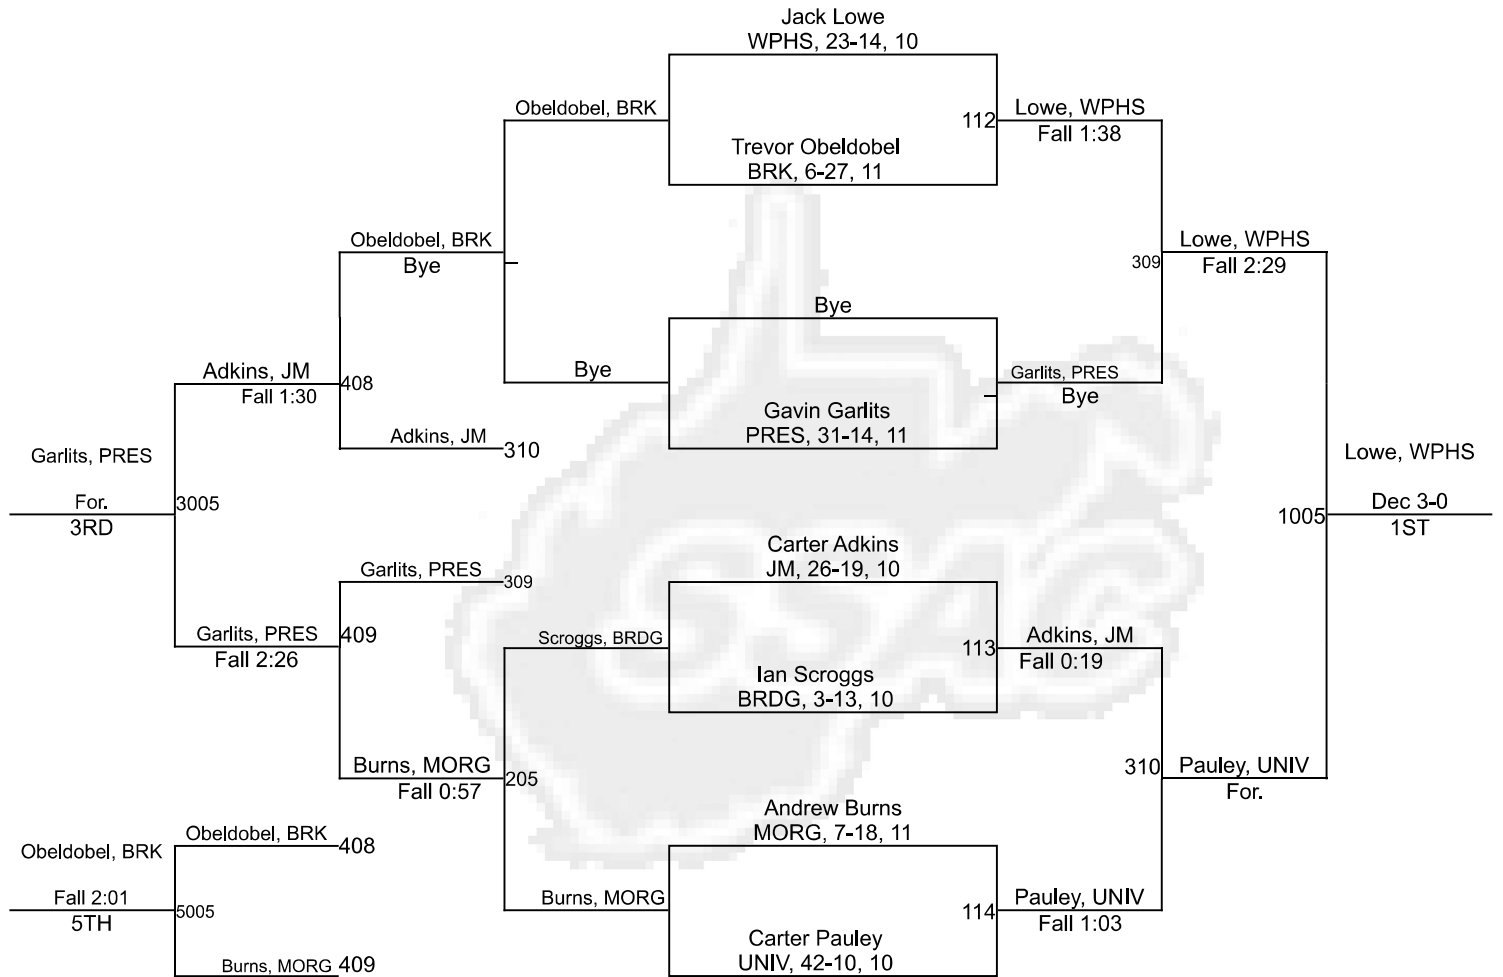 Jack Lowe
WPHS, 23-14, 10
Obeldobel, BRK
112
Lowe, WPHS
Fall 1:38
Trevor Obeldobel
BRK, 6-27, 11
Obeldobel, BRK
Bye
Lowe, WPHS
309
Fall 2:29
Bye
Adkins, JM
408
Fall 1:30
Bye
Garlits, PRES
Bye
Gavin Garlits
PRES, 31-14, 11
Adkins, JM
310
Garlits, PRES
Lowe, WPHS
For.
3005
3RD
1005
Dec 3-0
1ST
Carter Adkins
JM, 26-19, 10
Garlits, PRES
309
Garlits, PRES
409
Fall 2:26
Scroggs, BRDG
113
Adkins, JM
Fall 0:19
Ian Scroggs
BRDG, 3-13, 10
Burns, MORG
205
Fall 0:57
310
Pauley, UNIV
For.
Andrew Burns
MORG, 7-18, 11
Obeldobel, BRK
408
Obeldobel, BRK
Fall 2:01
5005
5TH
Burns, MORG
114
Pauley, UNIV
Fall 1:03
Carter Pauley
UNIV, 42-10, 10
Burns, MORG
409
SSAC